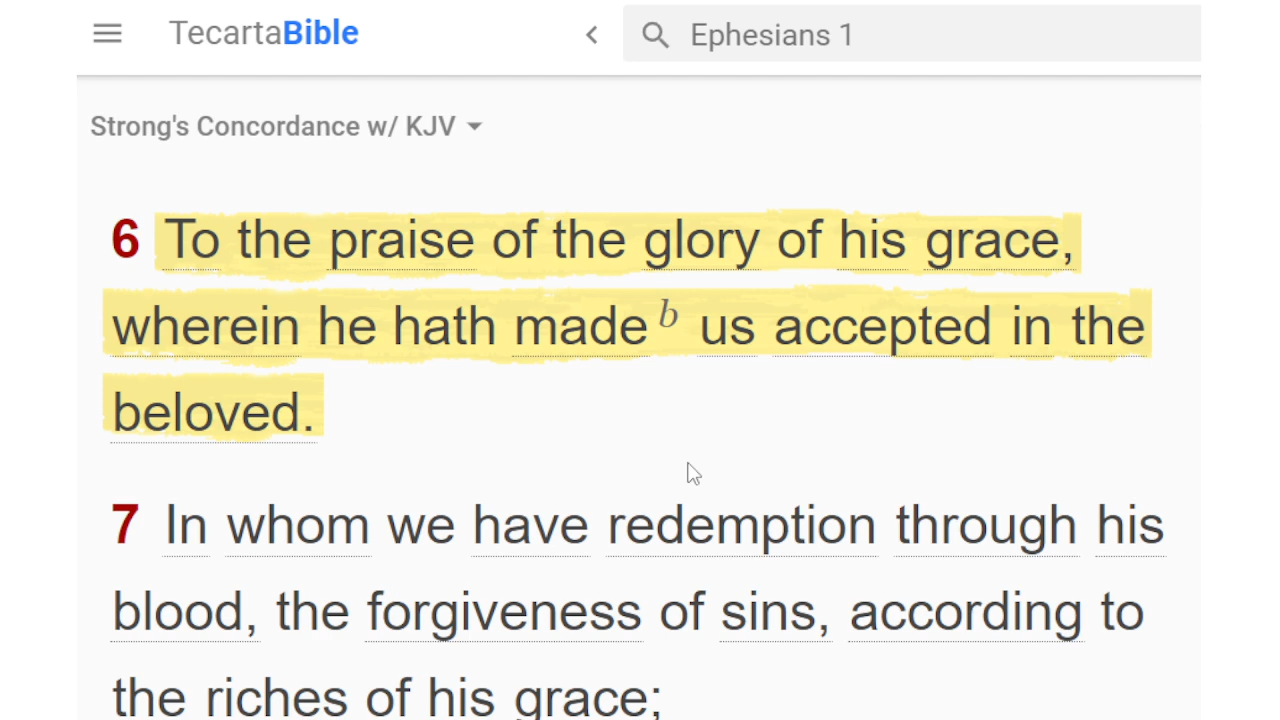 TecartaBible
Ephesians 1
Strong's Concordance w/ KJV
6 To the praise of the glory of his grace,
wherein he hath made b us accepted in the
beloved.
7 In whom we have redemption through his
blood, the forgiveness of sins, according to
the riches of his grace;